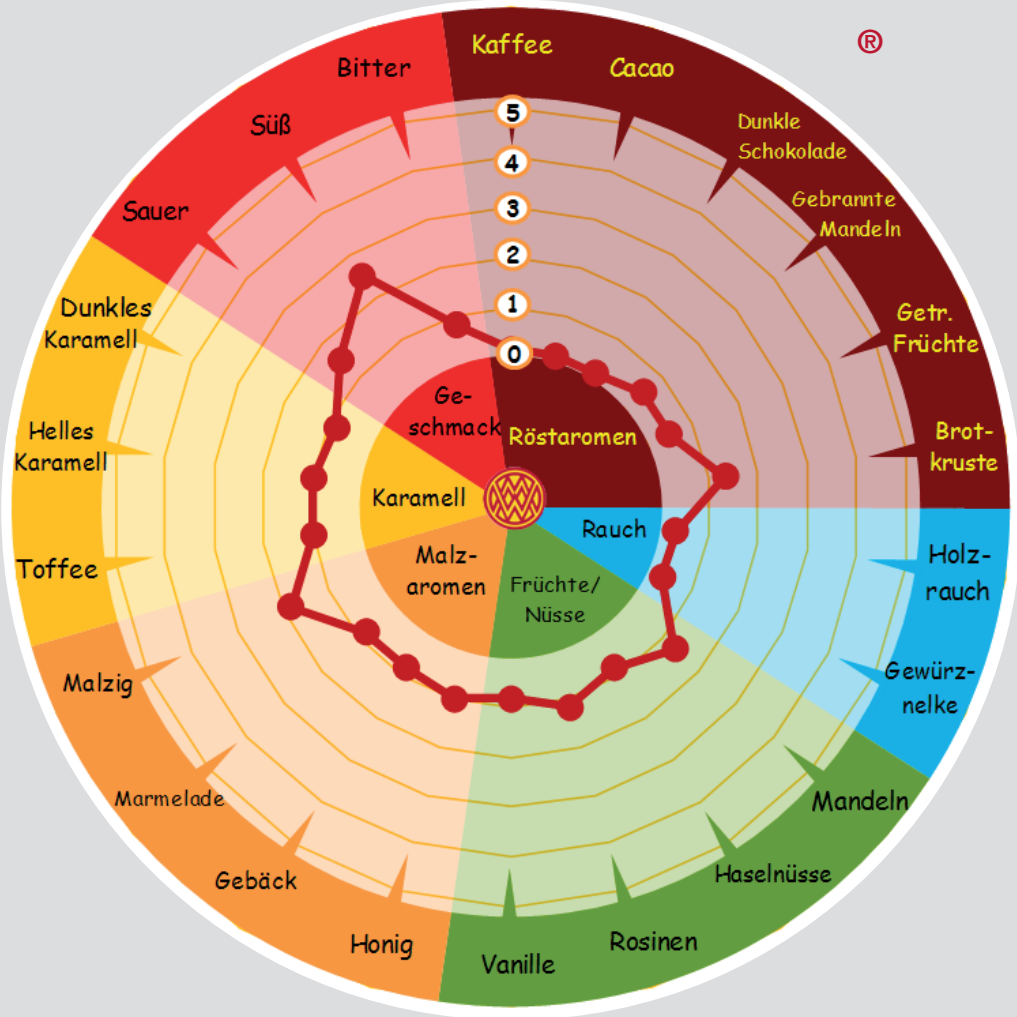 ®
Kaffee
Cacao
Dunkle
Schokolade
Gebrannte
Mandeln
Getr.
Früchte
Brot-
kruste
Holz-
rauch
Gewürz-
nelke
Mandeln
Haselnüsse
Rosinen
Vanille
Honig
Gebäck
Marmelade
Malzig
Toffee
Helles
Karamell
Dunkles
Karamell
Sauer
Süß
Bitter
5
4
3
2
1
0
Ge-
schmack
Röstaromen
Karamell
Rauch
Malz-
aromen
Früchte/
Nüsse